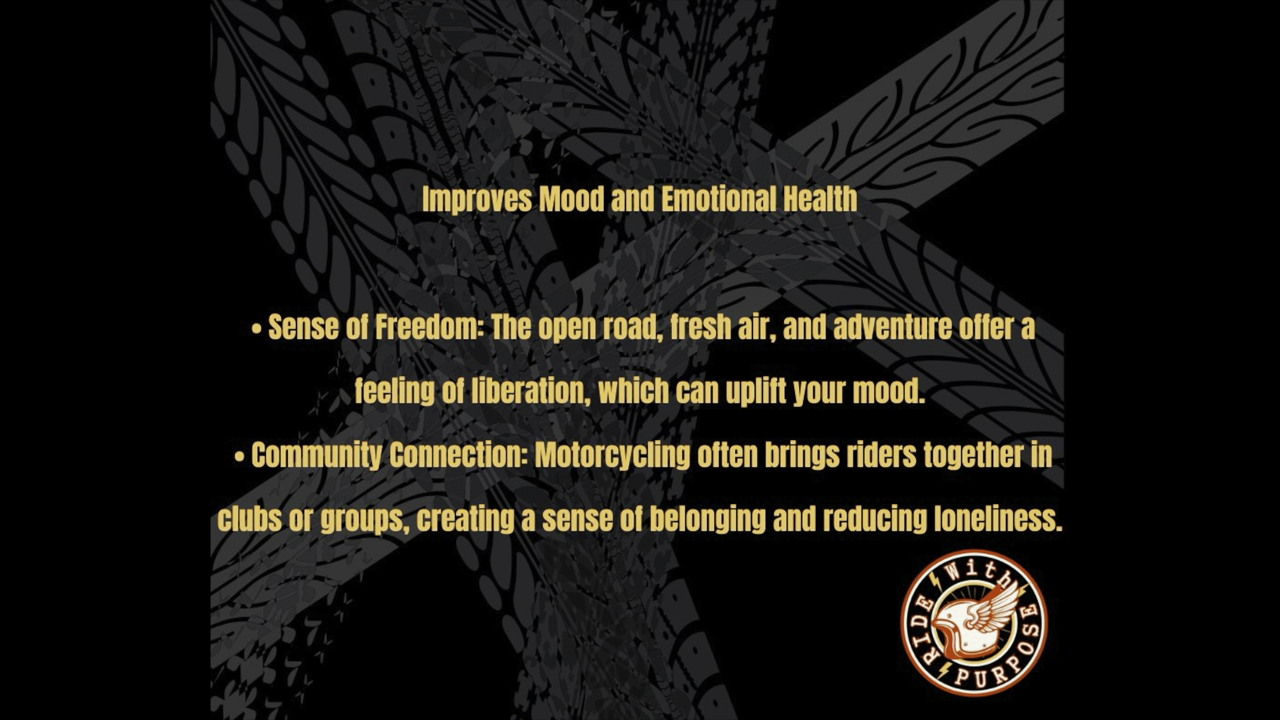 Improves Mood and Emotional Health
• Sense of Freedom: The open road, fresh air, and adventure offer a
feeling of liberation, which can uplift your mood.
• Community Connection: Motorcycling often brings riders together in
clubs or groups, creating a sense of belonging and reducing loneliness.
RIDE With PURPOSE